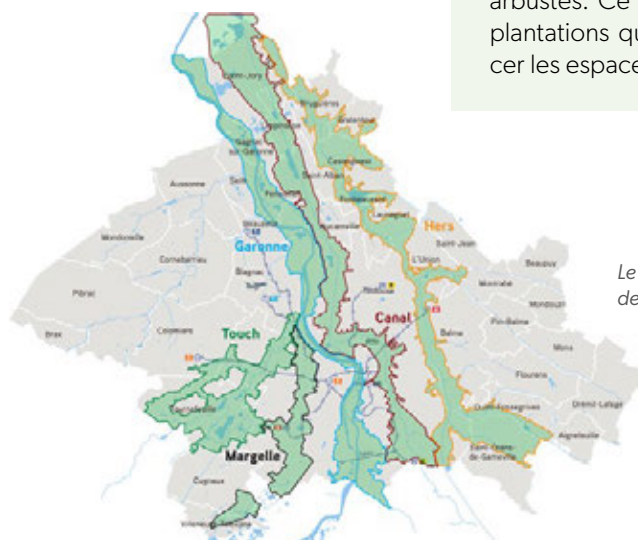 arbustes. Ce
plantations qu
cer les espace
Le
de
Saint-Jory
Bruguières
Gagnac
sur-Garonne
Castelginest
Saint-Alban
Aussonne
Seilh
Fenouillet
Fonbeauzard
Launaguet
Hers
Saint-Jean
Mondonville
Beauzelle
Aucamville
Garonne
L'Union
Beaupuy
Cornebarrieu
Blagnac
Montrabé
Mondouzil
Pibrac
Touch
Canal
Balma
Pin-Balma
Brax
Colomiers
Mons
Flourens
Tournefeuille
Quint-Fonsegrives
Drémil-Lafage
Margelle
Aigrefeuille
Saint-Orens-
de-Gameville
Cugnaux
Villeneuve-Tolosane